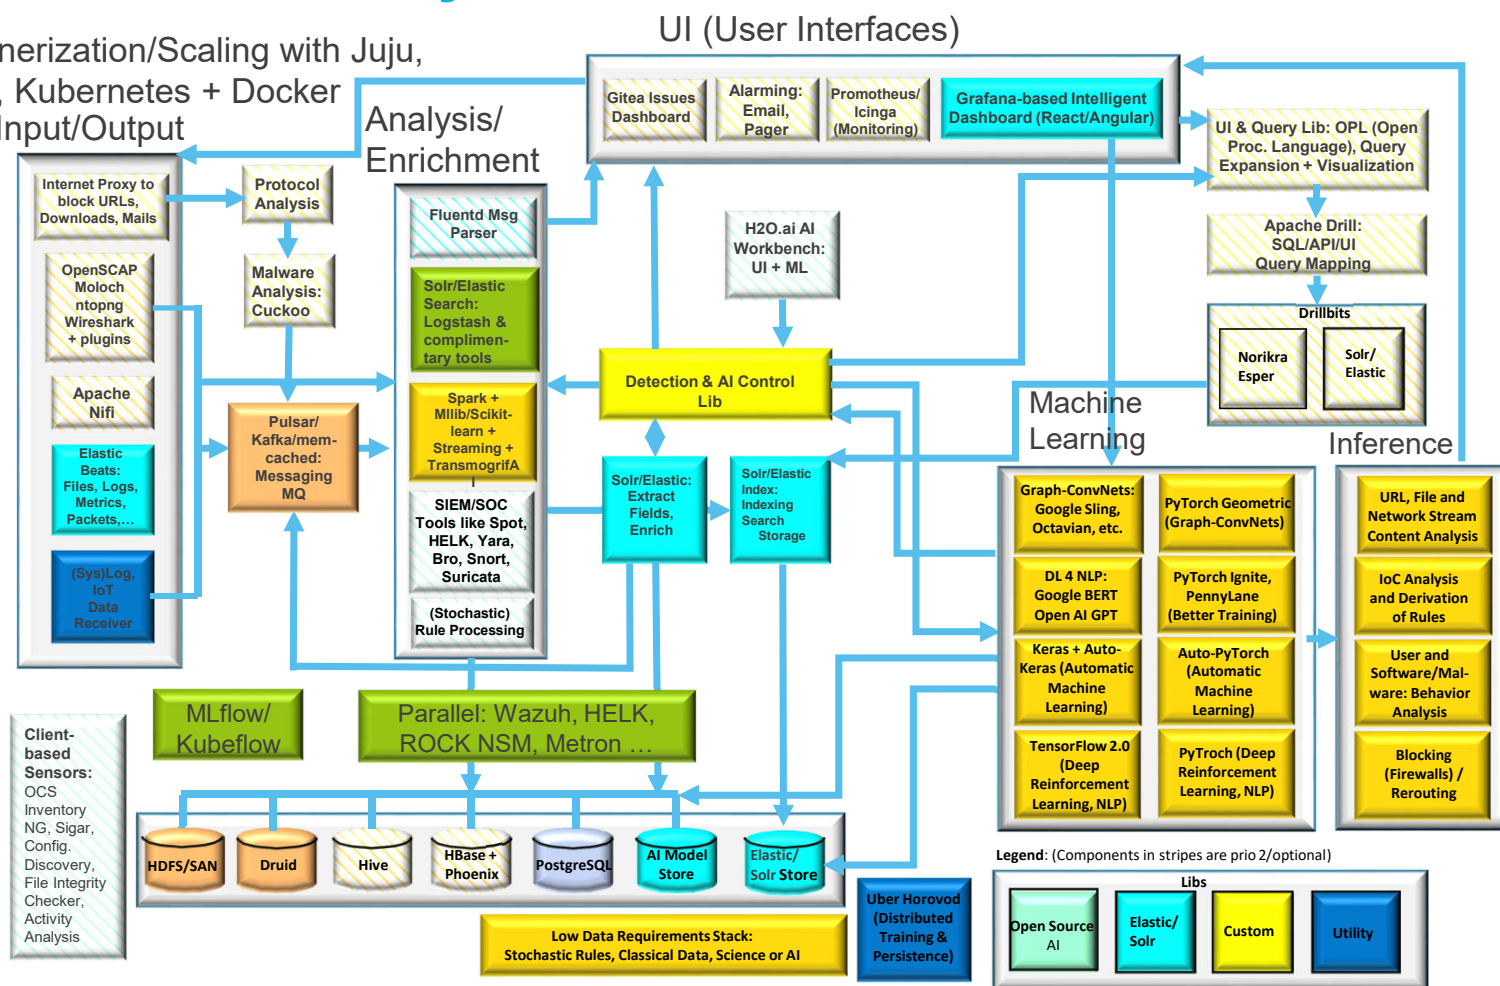 UI (User Interfaces)
nerization/Scaling with Juju,
, Kubernetes + Docker
Input/Output
Analysis/
Enrichment
Gitea Issues
Dashboard
Alarming:
Email,
Pager
Promotheus/
Icinga
(Monitoring)
Grafana-based Intelligent
Dashboard (React/Angular)
UI & Query Lib: OPL (Open
Proc. Language), Query
Expansion + Visualization
Internet Proxy to
block URLs,
Downloads, Mails
Protocol
Analysis
Fluentd Msg
Parser
H2O.ai AI
Workbench:
UI + ML
Apache Drill:
SQL/API/UI
Query Mapping
OpenSCAP
Moloch
ntopng
Wireshark
+ plugins
Malware
Analysis:
Cuckoo
Solr/Elastic
Search:
Logstash &
complimen-
tary tools
Drillbits
Norikra
Esper
Solr/
Elastic
Apache
Nifi
Detection & AI Control
Lib
Spark +
Mllib/Scikit-
learn +
Streaming +
TransmogrifA
I
Pulsar/
Kafka/mem-
cached:
Messaging
MQ
Machine
Learning
Inference
Elastic
Beats:
Files, Logs,
Metrics,
Packets,...
Solr/Elastic:
Extract
Fields,
Enrich
Solr/Elastic
Index:
Indexing
Search
Storage
SIEM/SOC
Tools like Spot,
HELK, Yara,
Bro, Snort,
Suricata
Graph-ConvNets:
Google Sling,
Octavian, etc.
PyTorch Geometric
(Graph-ConvNets)
URL, File and
Network Stream
Content Analysis
(Sys)Log,
IoT
Data
Receiver
(Stochastic)
Rule Processing
DL 4 NLP:
Google BERT
Open AI GPT
PyTorch Ignite,
PennyLane
(Better Training)
IoC Analysis
and Derivation
of Rules
Keras + Auto-
Keras (Automatic
Machine
Learning)
Auto-PyTorch
(Automatic
Machine
Learning)
User and
Software/Mal-
ware: Behavior
Analysis
MLflow/
Kubeflow
Parallel: Wazuh, HELK,
ROCK NSM, Metron ...
TensorFlow 2.0
(Deep
Reinforcement
Learning, NLP)
PyTroch (Deep
Reinforcement
Learning, NLP)
Blocking
(Firewalls) /
Rerouting
Client-
based
Sensors:
OCS
Inventory
NG, Sigar,
Config.
Discovery,
File Integrity
Checker,
Activity
Analysis
HDFS/SAN
Druid
Hive
HBase +
Phoenix
PostgreSQL
AI Model
Store
Elastic/
Solr Store
Legend: (Components in stripes are prio 2/optional)
Libs
Open Source
AI
Elastic/
Solr
Custom
Utility
Uber Horovod
(Distributed
Training &
Persistence)
Low Data Requirements Stack:
Stochastic Rules, Classical Data, Science or AI